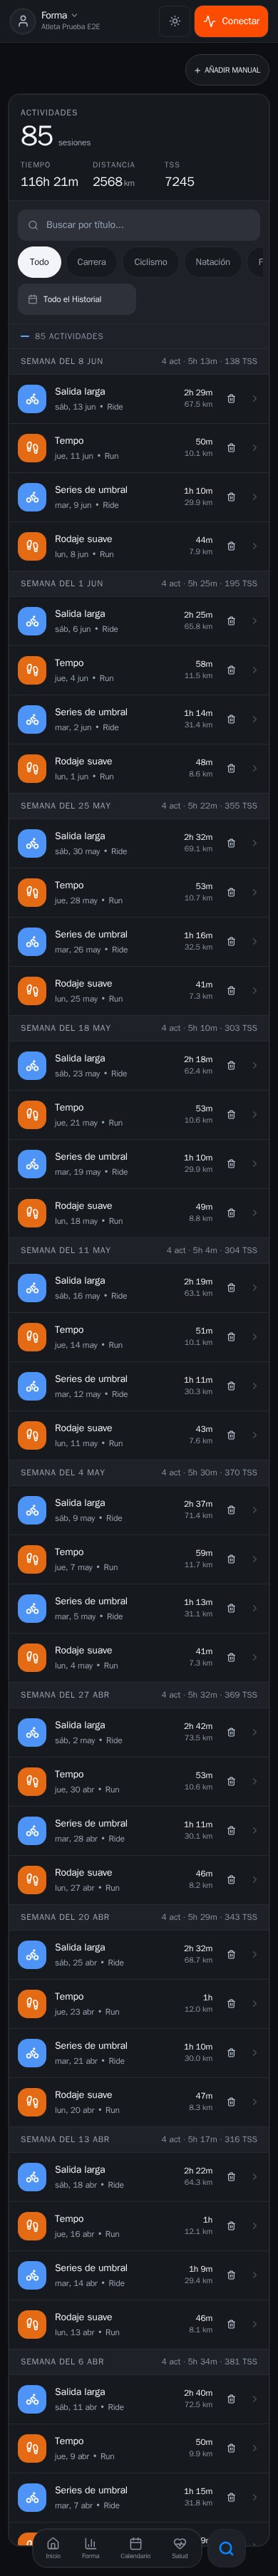 Forma
Atleta Prueba E2E
Conectar
+ AÑADIR MANUAL
ACTIVIDADES
85 sesiones
TIEMPO DISTANCIA TSS
116h 21m 2568 km 7245
Buscar por título...
Todo Carrera Ciclismo Natación F
Todo el Historial
85 ACTIVIDADES
SEMANA DEL 8 JUN 4 act · 5h 13m · 138 TSS
Salida larga 2h 29m
sáb, 13 jun • Ride 67.5 km
Tempo 50m
jue, 11 jun • Run 10.1 km
Series de umbral 1h 10m
mar, 9 jun • Ride 29.9 km
Rodaje suave 44m
lun, 8 jun • Run 7.9 km
SEMANA DEL 1 JUN 4 act · 5h 25m · 195 TSS
Salida larga 2h 25m
sáb, 6 jun • Ride 65.8 km
Tempo 58m
jue, 4 jun • Run 11.5 km
Series de umbral 1h 14m
mar, 2 jun • Ride 31.4 km
Rodaje suave 48m
lun, 1 jun • Run 8.6 km
SEMANA DEL 25 MAY 4 act · 5h 22m · 355 TSS
Salida larga 2h 32m
sáb, 30 may • Ride 69.1 km
Tempo 53m
jue, 28 may • Run 10.7 km
Series de umbral 1h 16m
mar, 26 may • Ride 32.5 km
Rodaje suave 41m
lun, 25 may • Run 7.3 km
SEMANA DEL 18 MAY 4 act · 5h 10m · 303 TSS
Salida larga 2h 18m
sáb, 23 may • Ride 62.4 km
Tempo 53m
jue, 21 may • Run 10.6 km
Series de umbral 1h 10m
mar, 19 may • Ride 29.9 km
Rodaje suave 49m
lun, 18 may • Run 8.8 km
SEMANA DEL 11 MAY 4 act · 5h 4m · 304 TSS
Salida larga 2h 19m
sáb, 16 may • Ride 63.1 km
Tempo 51m
jue, 14 may • Run 10.1 km
Series de umbral 1h 11m
mar, 12 may • Ride 30.3 km
Rodaje suave 43m
lun, 11 may • Run 7.6 km
SEMANA DEL 4 MAY 4 act · 5h 30m · 370 TSS
Salida larga 2h 37m
sáb, 9 may • Ride 71.4 km
Tempo 59m
jue, 7 may • Run 11.7 km
Series de umbral 1h 13m
mar, 5 may • Ride 31.1 km
Rodaje suave 41m
lun, 4 may • Run 7.3 km
SEMANA DEL 27 ABR 4 act · 5h 32m · 369 TSS
Salida larga 2h 42m
sáb, 2 may • Ride 73.5 km
Tempo 53m
jue, 30 abr • Run 10.6 km
Series de umbral 1h 11m
mar, 28 abr • Ride 30.1 km
Rodaje suave 46m
lun, 27 abr • Run 8.2 km
SEMANA DEL 20 ABR 4 act · 5h 29m · 343 TSS
Salida larga 2h 32m
sáb, 25 abr • Ride 68.7 km
Tempo 1h
jue, 23 abr • Run 12.0 km
Series de umbral 1h 10m
mar, 21 abr • Ride 30.0 km
Rodaje suave 47m
lun, 20 abr • Run 8.3 km
SEMANA DEL 13 ABR 4 act · 5h 17m · 316 TSS
Salida larga 2h 22m
sáb, 18 abr • Ride 64.3 km
Tempo 1h
jue, 16 abr • Run 12.1 km
Series de umbral 1h 9m
mar, 14 abr • Ride 29.4 km
Rodaje suave 46m
lun, 13 abr • Run 8.1 km
SEMANA DEL 6 ABR 4 act · 5h 34m · 381 TSS
Salida larga 2h 40m
sáb, 11 abr • Ride 72.5 km
Tempo 50m
jue, 9 abr • Run 9.9 km
Series de umbral 1h 15m
mar, 7 abr • Ride 31.8 km
Inicio Forma Calendario Salud